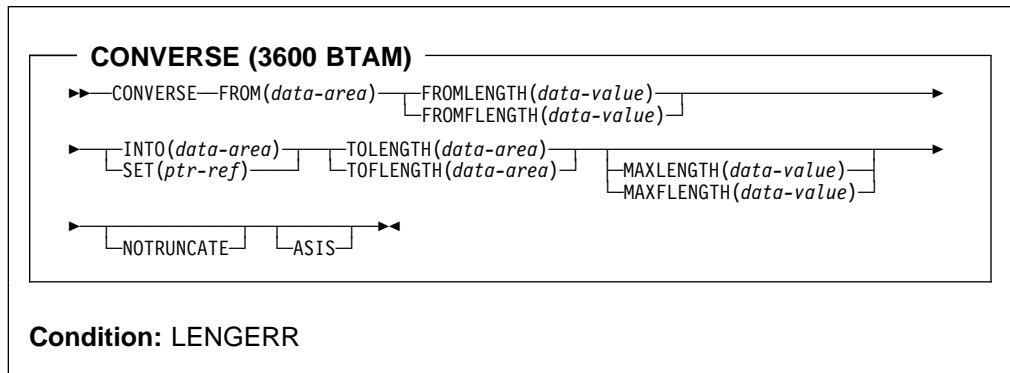 CONVERSE (3600 BTAM)
►►──CONVERSE──FROM(data-area)──FROMLENGTH(data-value)──►
FROMFLENGTH(data-value)
►──INTO(data-area)──TOLENGTH(data-area)──►
SET(ptr-ref) TOFLENGTH(data-area) MAXLENGTH(data-value)
MAXFLENGTH(data-value)
►──►◄
NOTRUNCATE ASIS
Condition: LENGERR